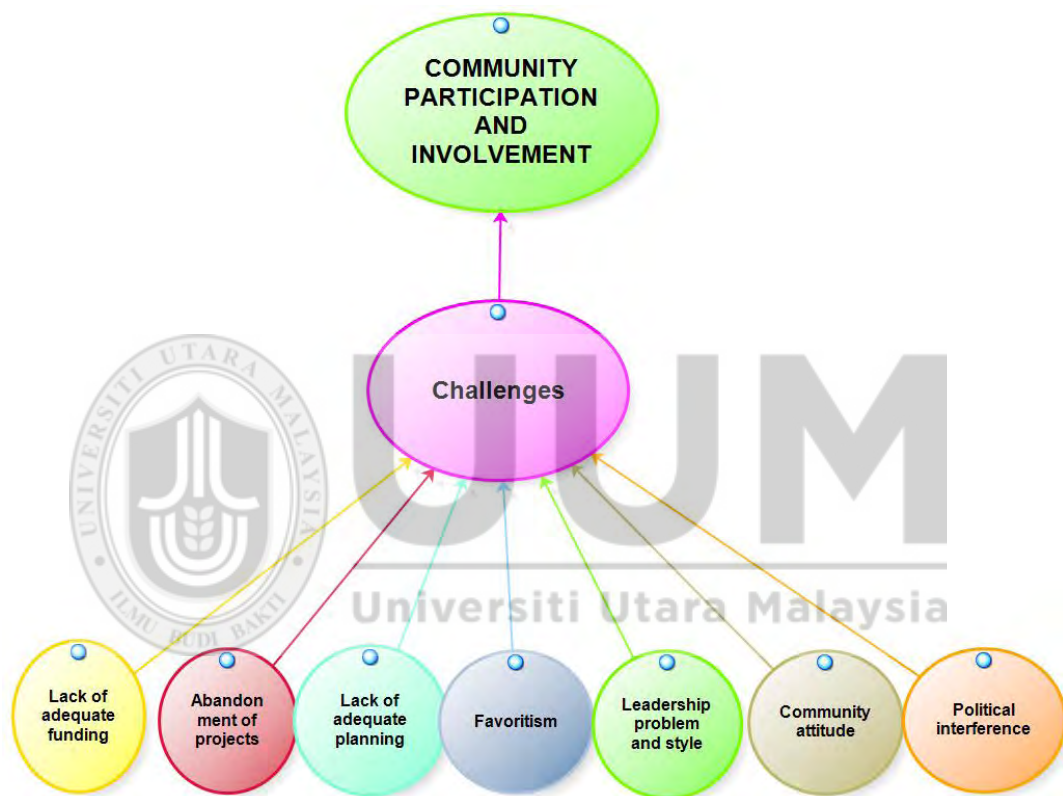 COMMUNITY
PARTICIPATION
AND
INVOLVEMENT
Challenges
UNIVERSITI UTARA MALAYSIA
ILMU BUDI BAKTI
UUM
Universiti Utara Malaysia
Lack of
adequate
funding
Abandon
ment of
projects
Lack of
adequate
planning
Favoritism
Leadership
problem
and style
Community
attitude
Political
interference